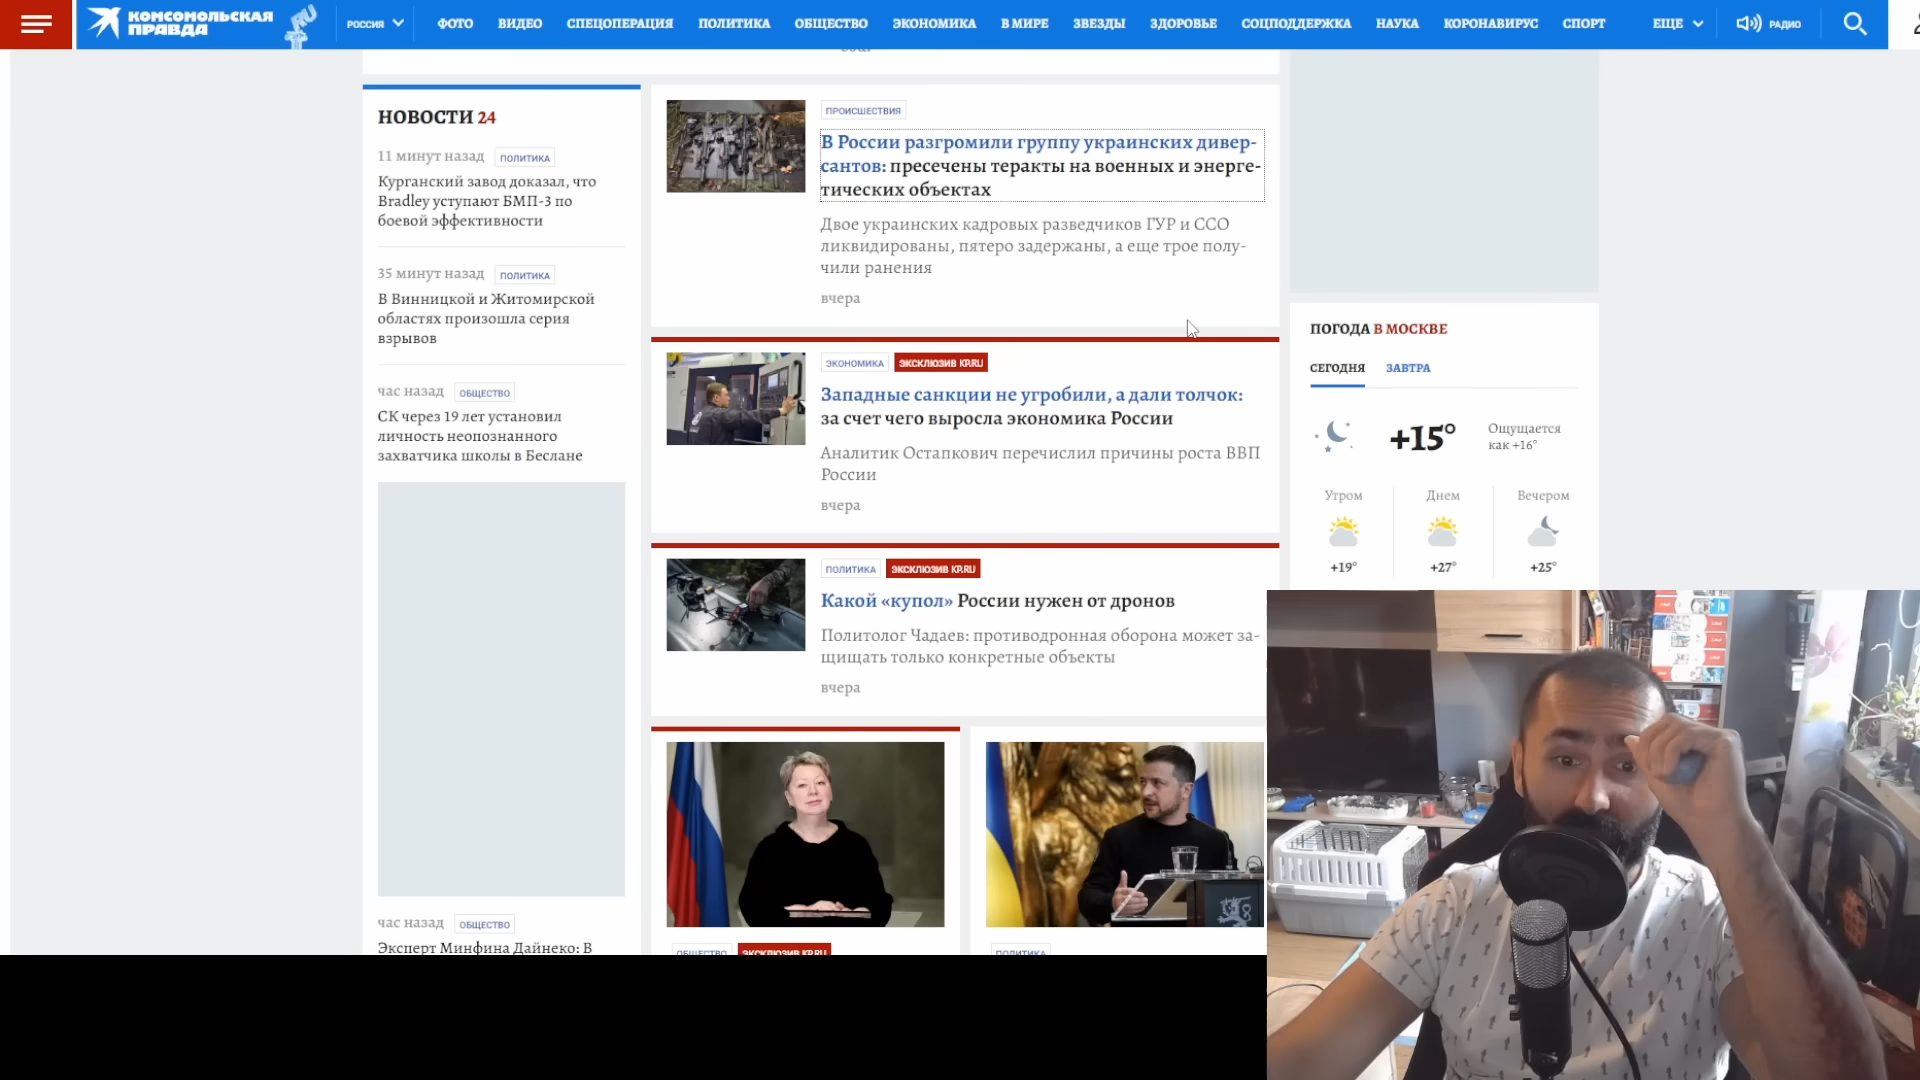 КОМСОМОЛЬСКАЯ
ПРАВДА
.RU
РОССИЯ
ФОТО
ВИДЕО
СПЕЦОПЕРАЦИЯ
ПОЛИТИКА
ОБЩЕСТВО
ЭКОНОМИКА
В МИРЕ
ЗВЕЗДЫ
ЗДОРОВЬЕ
СОЦПОДДЕРЖКА
НАУКА
КОРОНАВИРУС
СПОРТ
ЕЩЕ
РАДИО
НОВОСТИ 24
11 минут назад ПОЛИТИКА
Курганский завод доказал, что
Bradley уступают БМП-3 по
боевой эффективности
35 минут назад ПОЛИТИКА
В Винницкой и Житомирской
областях произошла серия
взрывов
час назад ОБЩЕСТВО
СК через 19 лет установил
личность неопознанного
захватчика школы в Беслане
час назад ОБЩЕСТВО
Эксперт Минфина Дайнеко: В
ПРОИСШЕСТВИЯ
В России разгромили группу украинских дивер-
сантов: пресечены теракты на военных и энерге-
тических объектах
Двое украинских кадровых разведчиков ГУР и ССО
ликвидированы, пятеро задержаны, а еще трое полу-
чили ранения
вчера
ЭКОНОМИКА ЭКСКЛЮЗИВ KP.RU
Западные санкции не угробили, а дали толчок:
за счет чего выросла экономика России
Аналитик Остапкович перечислил причины роста ВВП
России
вчера
ПОЛИТИКА ЭКСКЛЮЗИВ KP.RU
Какой «купол» России нужен от дронов
Политолог Чадаев: противодронная оборона может за-
щищать только конкретные объекты
вчера
ОБЩЕСТВО ЭКСКЛЮЗИВ KP.RU
ПОЛИТИКА
ПОГОДА В МОСКВЕ
СЕГОДНЯ ЗАВТРА
+15°
Ощущается
как +16°
Утром Днем Вечером
+19° +27° +25°